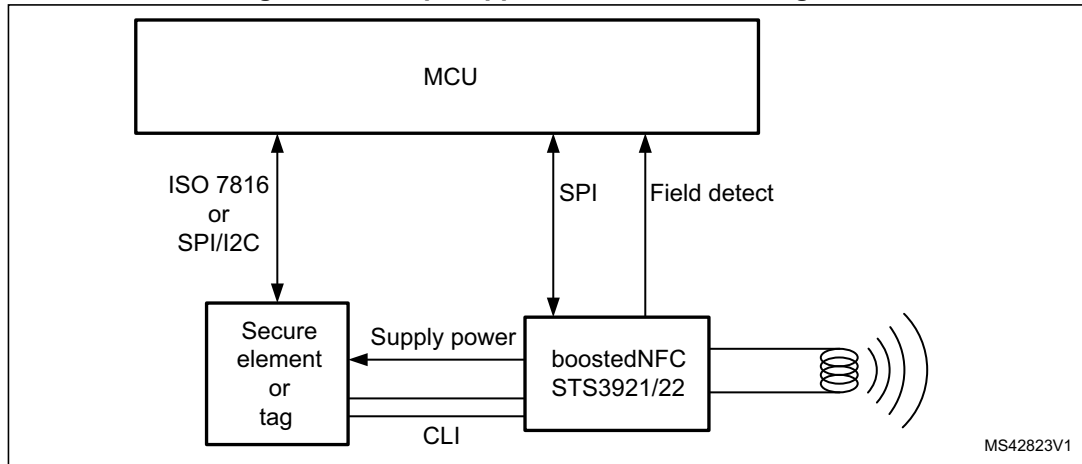 MCU
ISO 7816
or
SPI/I2C
SPI
Field detect
Secure
element
or
tag
Supply power
CLI
boostedNFC
STS3921/22
MS42823V1